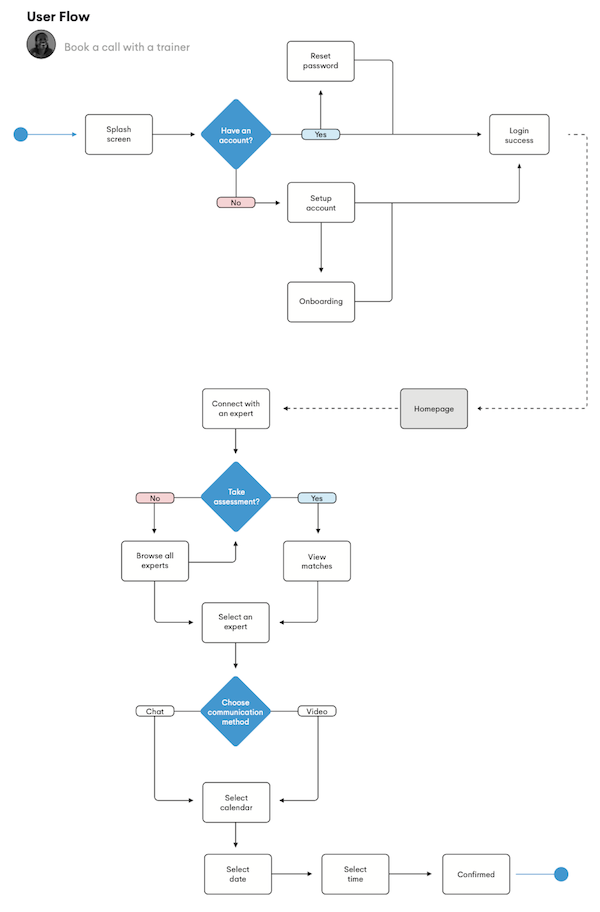 User Flow
Book a call with a trainer
Reset
password
Splash
screen
Have an
account?
Yes
Login
success
No
Setup
account
Onboarding
Connect with
an expert
Homepage
Take
assessment?
No
Yes
Browse all
experts
View
matches
Select an
expert
Choose
communication
method
Chat
Video
Select
calendar
Select
date
Select
time
Confirmed